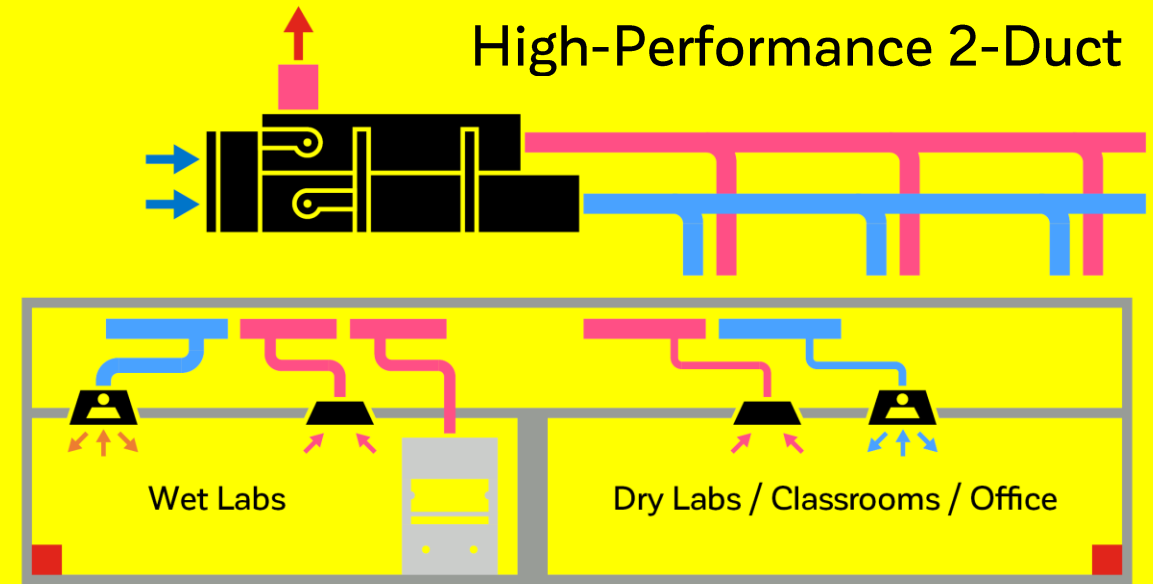 High-Performance 2-Duct
Wet Labs
Dry Labs / Classrooms / Office